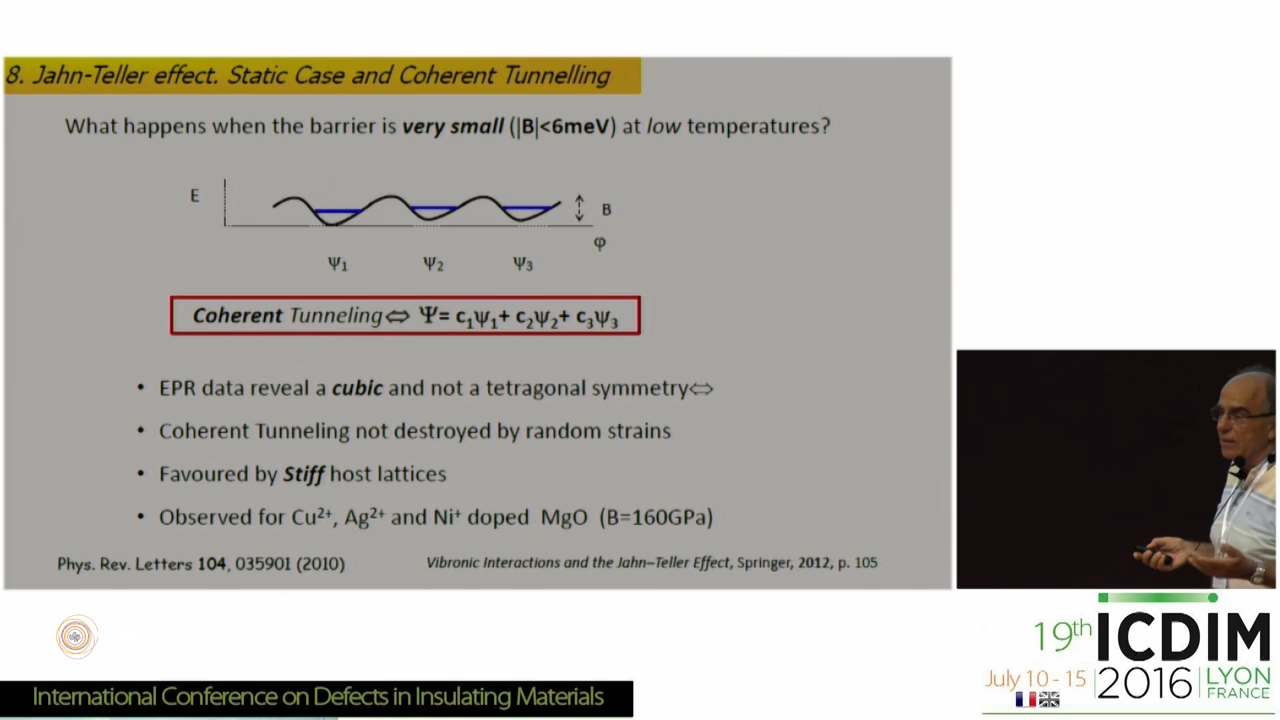 8. Jahn-Teller effect. Static Case and Coherent Tunnelling
What happens when the barrier is very small (|B|<6meV) at low temperatures?
E
B
φ
Ψ₁ Ψ₂ Ψ₃
Coherent Tunneling⇔ Ψ= c₁ψ₁+ c₂ψ₂+ c₃ψ₃
• EPR data reveal a cubic and not a tetragonal symmetry⇔
• Coherent Tunneling not destroyed by random strains
• Favoured by Stiff host lattices
• Observed for Cu²⁺, Ag²⁺ and Ni⁺ doped MgO (B=160GPa)
Phys. Rev. Letters 104, 035901 (2010)
Vibronic Interactions and the Jahn–Teller Effect, Springer, 2012, p. 105
19th ICDIM
July 10 - 15 2016 LYON
FRANCE
International Conference on Defects in Insulating Materials